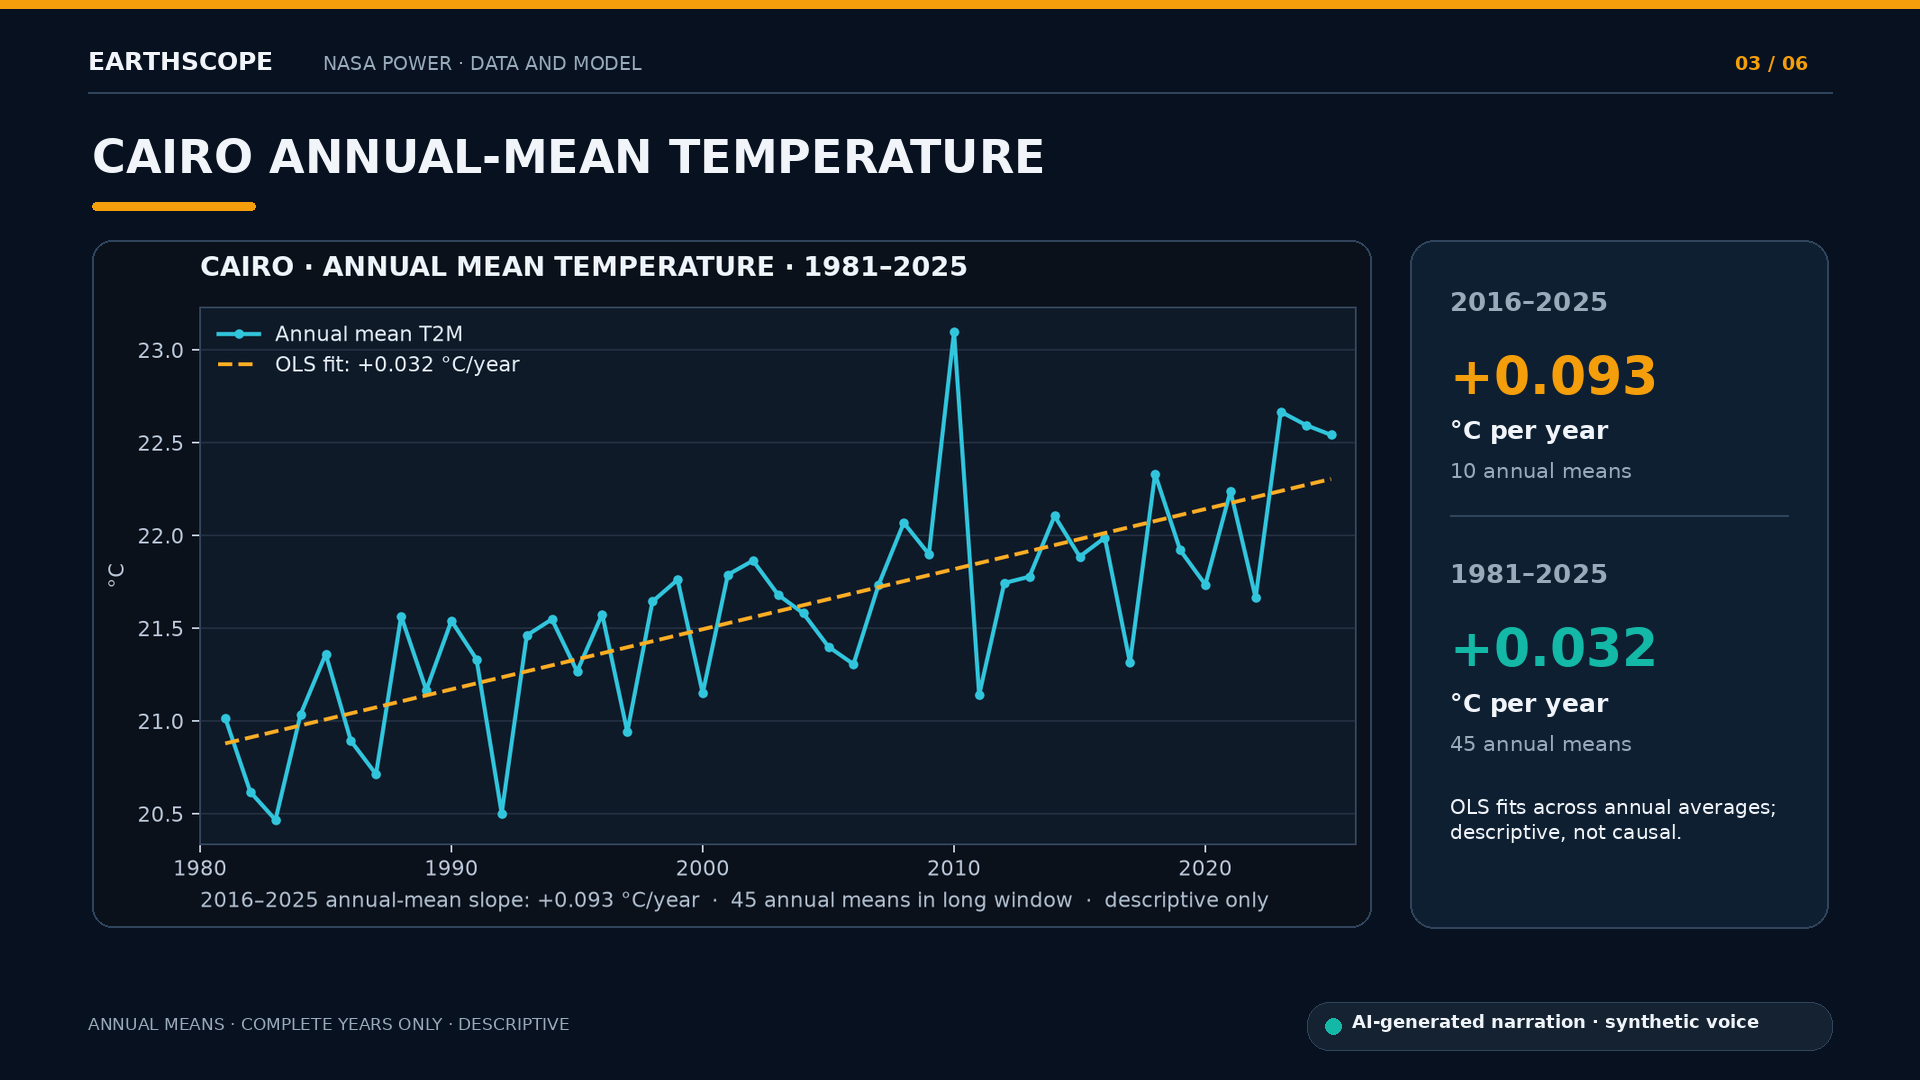 EARTHSCOPE
NASA POWER · DATA AND MODEL
03 / 06
CAIRO ANNUAL-MEAN TEMPERATURE
CAIRO · ANNUAL MEAN TEMPERATURE · 1981–2025
Annual mean T2M
OLS fit: +0.032 °C/year
23.0
22.5
22.0
21.5
21.0
20.5
°C
1980
1990
2000
2010
2020
2016–2025 annual-mean slope: +0.093 °C/year · 45 annual means in long window · descriptive only
2016–2025
+0.093
°C per year
10 annual means
1981–2025
+0.032
°C per year
45 annual means
OLS fits across annual averages;
descriptive, not causal.
ANNUAL MEANS · COMPLETE YEARS ONLY · DESCRIPTIVE
AI-generated narration · synthetic voice